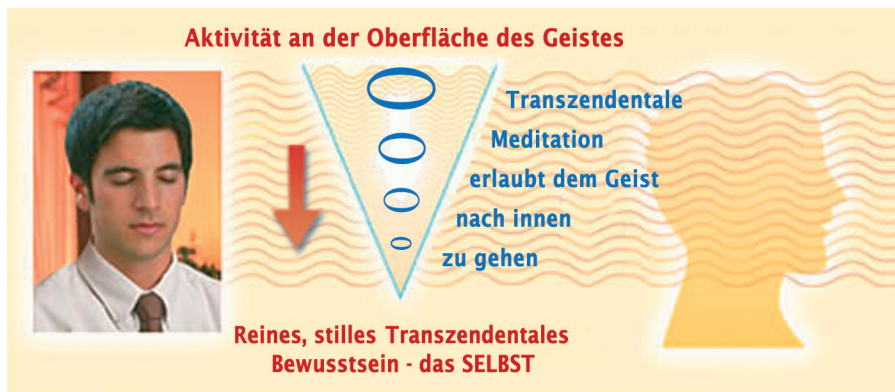 Aktivität an der Oberfläche des Geistes
Transzendentale
Meditation
erlaubt dem Geist
nach innen
zu gehen
Reines, stilles Transzendentales
Bewusstsein - das SELBST